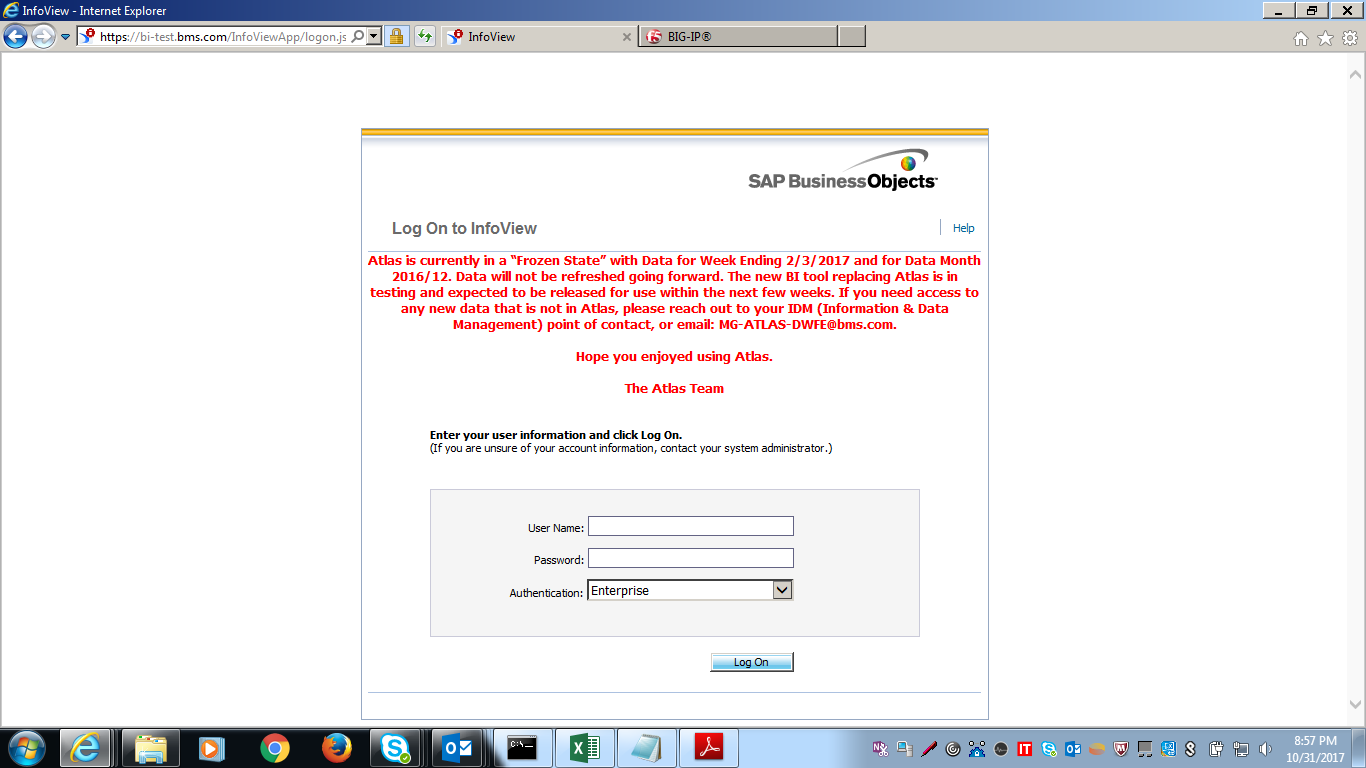 InfoView - Internet Explorer
https://bi-test.bms.com/InfoViewApp/logon.js
InfoView
BIG-IP®
SAP BusinessObjects™
Log On to InfoView
Help
Atlas is currently in a “Frozen State” with Data for Week Ending 2/3/2017 and for Data Month
2016/12. Data will not be refreshed going forward. The new BI tool replacing Atlas is in
testing and expected to be released for use within the next few weeks. If you need access to
any new data that is not in Atlas, please reach out to your IDM (Information & Data
Management) point of contact, or email: MG-ATLAS-DWFE@bms.com.
Hope you enjoyed using Atlas.
The Atlas Team
Enter your user information and click Log On.
(If you are unsure of your account information, contact your system administrator.)
User Name:
Password:
Authentication:
Enterprise
Log On
8:57 PM
10/31/2017